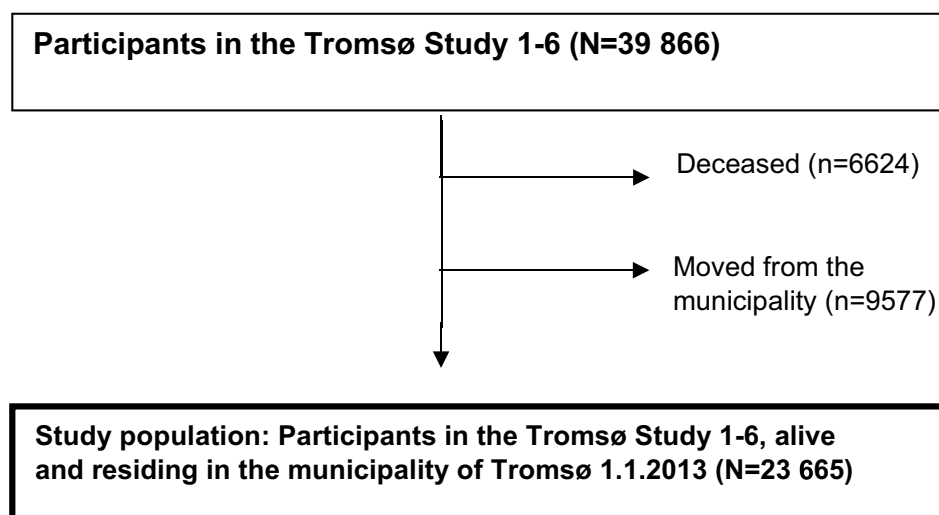 Participants in the Tromsø Study 1-6 (N=39 866)
Deceased (n=6624)
Moved from the
municipality (n=9577)
Study population: Participants in the Tromsø Study 1-6, alive
and residing in the municipality of Tromsø 1.1.2013 (N=23 665)